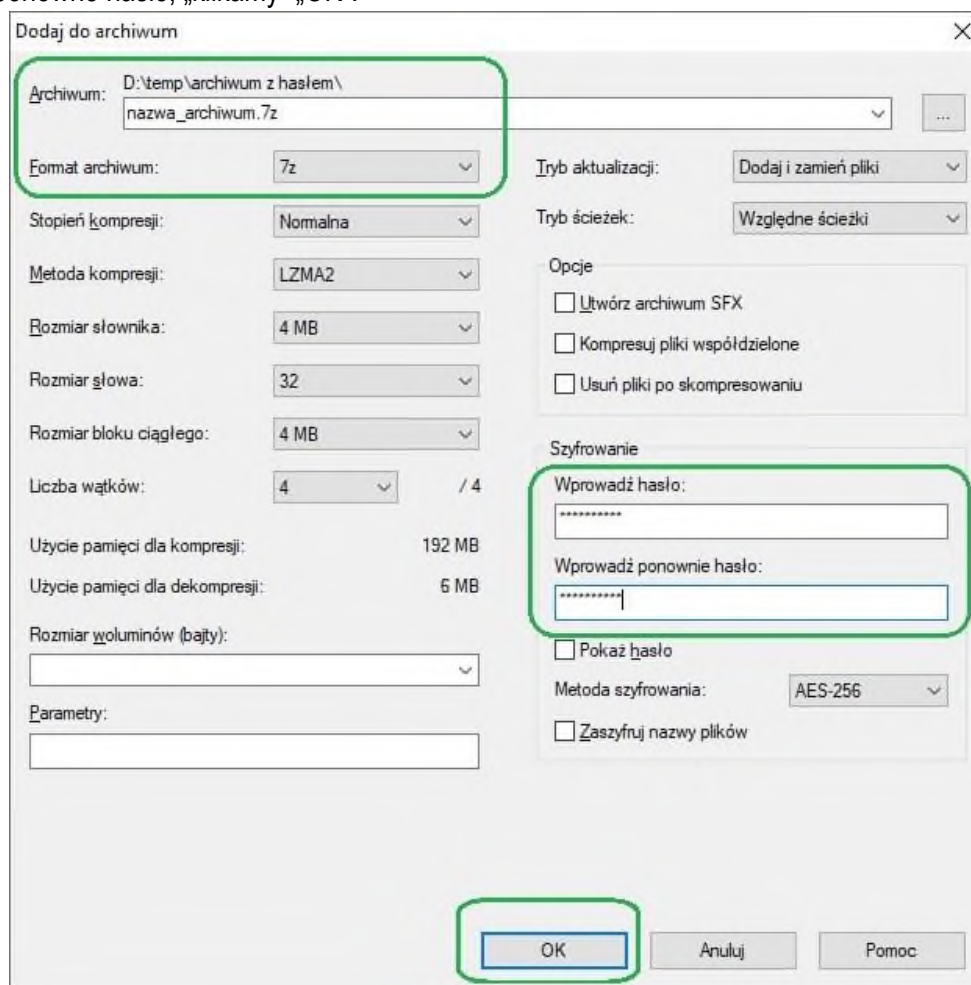 ponownie hasło, „klikamy" „OK".
Dodaj do archiwum
Archiwum:
D:\temp\archiwum z hasłem\
nazwa_archiwum.7z
...
Format archiwum:
7z
Stopień kompresji:
Normalna
Metoda kompresji:
LZMA2
Rozmiar słownika:
4 MB
Rozmiar słowa:
32
Rozmiar bloku ciągłego:
4 MB
Liczba wątków:
4
/ 4
Użycie pamięci dla kompresji:
192 MB
Użycie pamięci dla dekompresji:
6 MB
Rozmiar woluminów (bajty):
Parametry:
Tryb aktualizacji:
Dodaj i zamień pliki
Tryb ścieżek:
Względne ścieżki
Opcje
Utwórz archiwum SFX
Kompresuj pliki współdzielone
Usuń pliki po skompresowaniu
Szyfrowanie
Wprowadź hasło:
**********
Wprowadź ponownie hasło:
**********
Pokaż hasło
Metoda szyfrowania:
AES-256
Zaszyfruj nazwy plików
OK
Anuluj
Pomoc